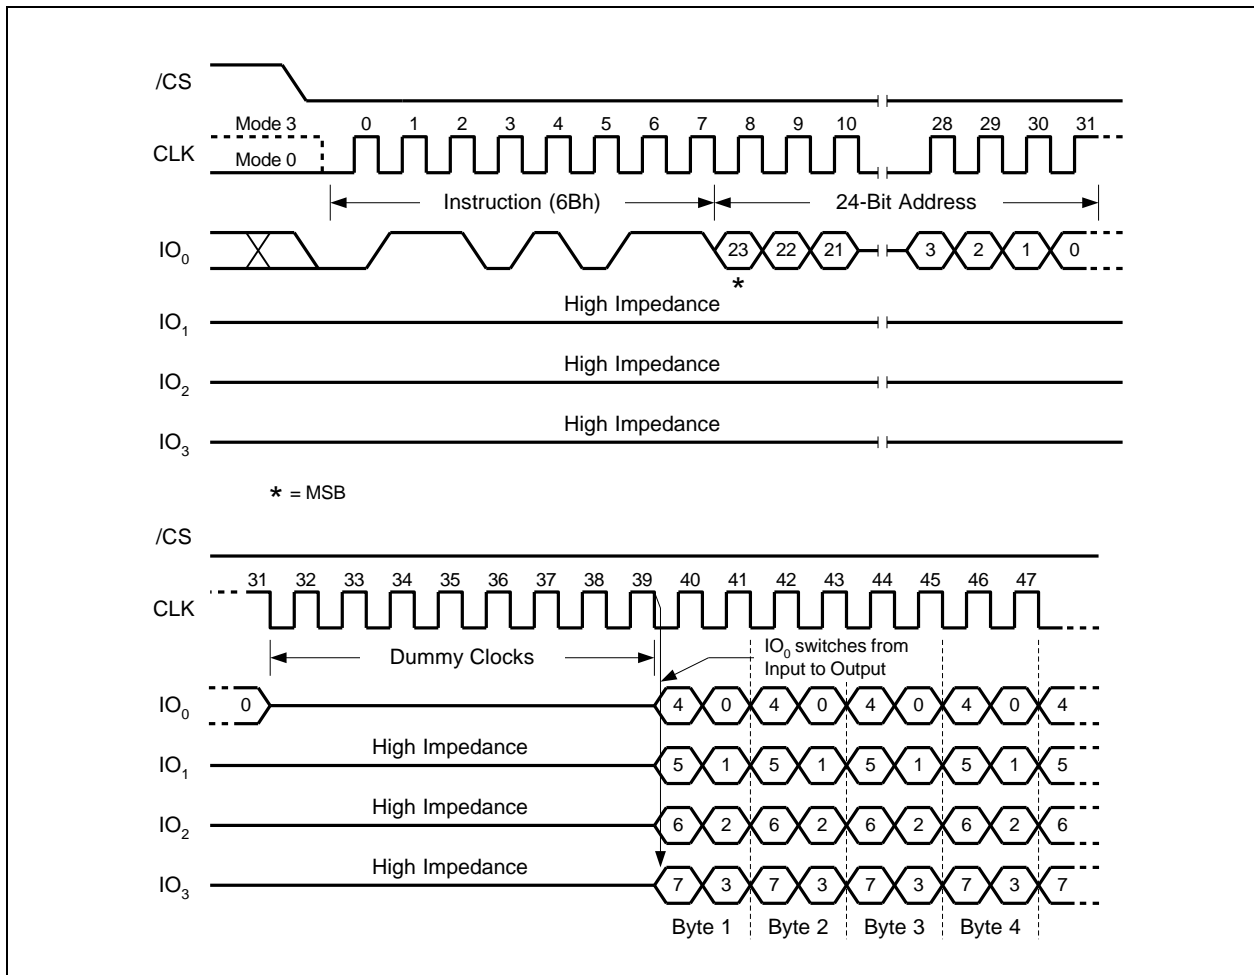 /CS
Mode 3 0 1 2 3 4 5 6 7 8 9 10 28 29 30 31
CLK
Mode 0
Instruction (6Bh) 24-Bit Address
IO0 23 22 21 3 2 1 0
*
High Impedance
IO1
High Impedance
IO2
High Impedance
IO3
* = MSB
/CS
31 32 33 34 35 36 37 38 39 40 41 42 43 44 45 46 47
CLK
Dummy Clocks
IO0 switches from
Input to Output
IO0 0 4 0 4 0 4 0 4 0 4
High Impedance
IO1 5 1 5 1 5 1 5 1 5
High Impedance
IO2 6 2 6 2 6 2 6 2 6
High Impedance
IO3 7 3 7 3 7 3 7 3 7
Byte 1 Byte 2 Byte 3 Byte 4